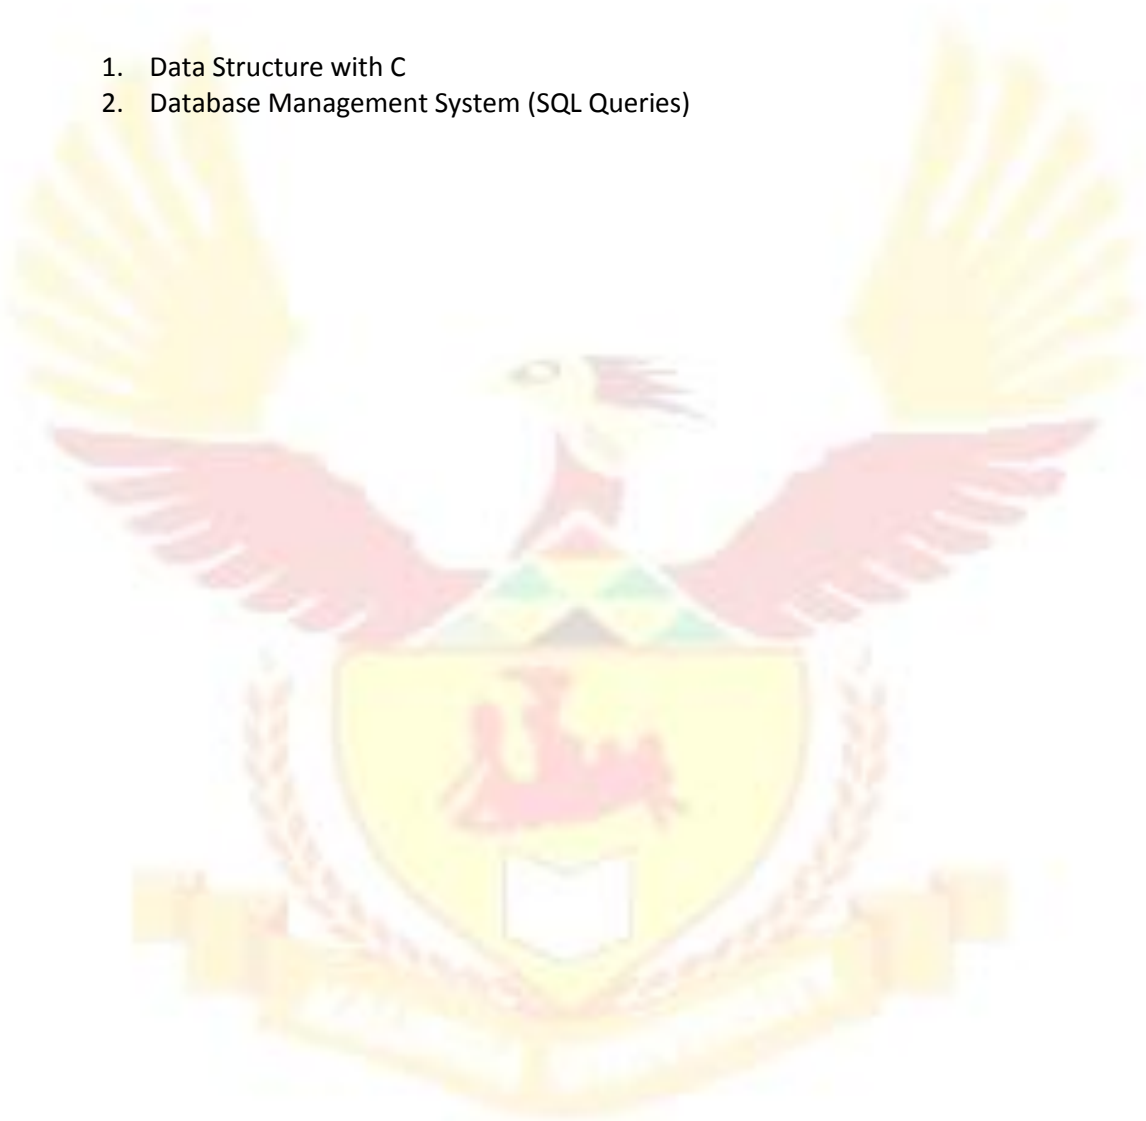 1. Data Structure with C
2. Database Management System (SQL Queries)